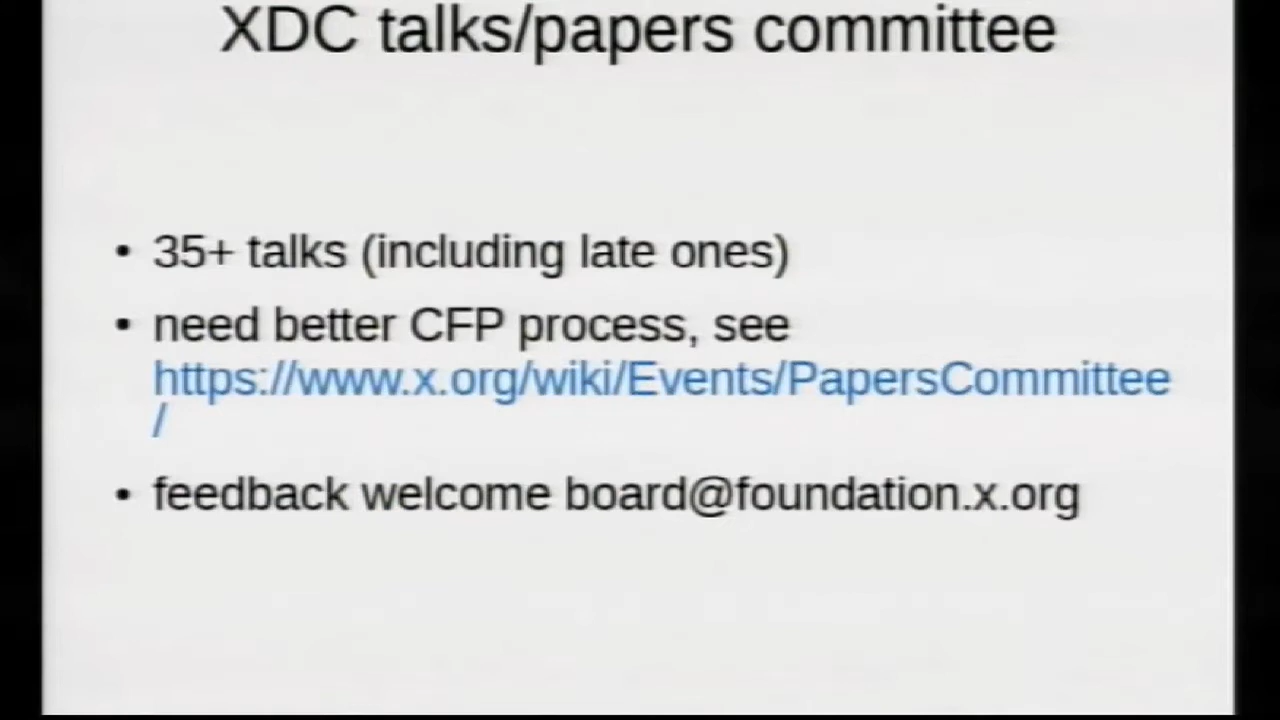 XDC talks/papers committee
• 35+ talks (including late ones)
• need better CFP process, see
https://www.x.org/wiki/Events/PapersCommittee
/
• feedback welcome board@foundation.x.org